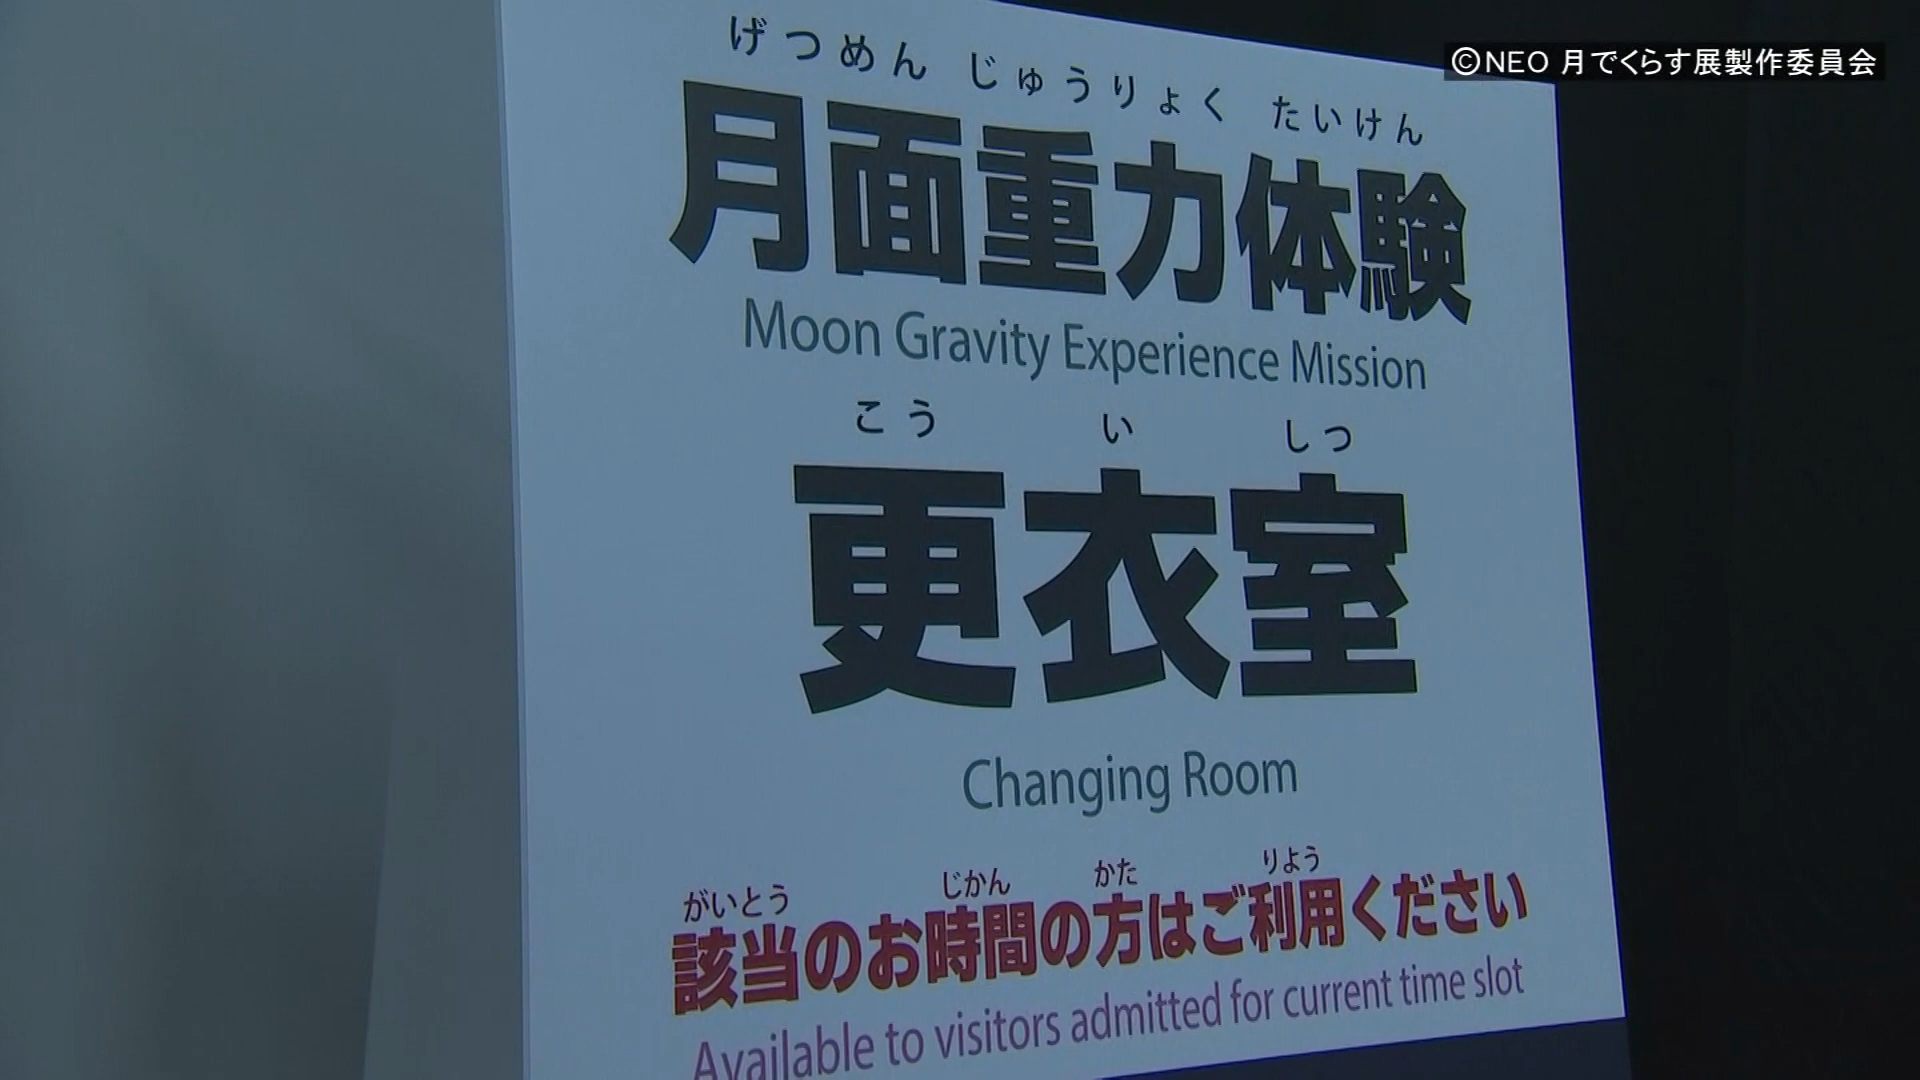 ©NEO 月でくらす展製作委員会
げつめん じゅうりょく たいけん
月面重力体験
Moon Gravity Experience Mission
こう い しつ
更衣室
Changing Room
がいとう じかん かた りよう
該当のお時間の方はご利用ください
Available to visitors admitted for current time slot